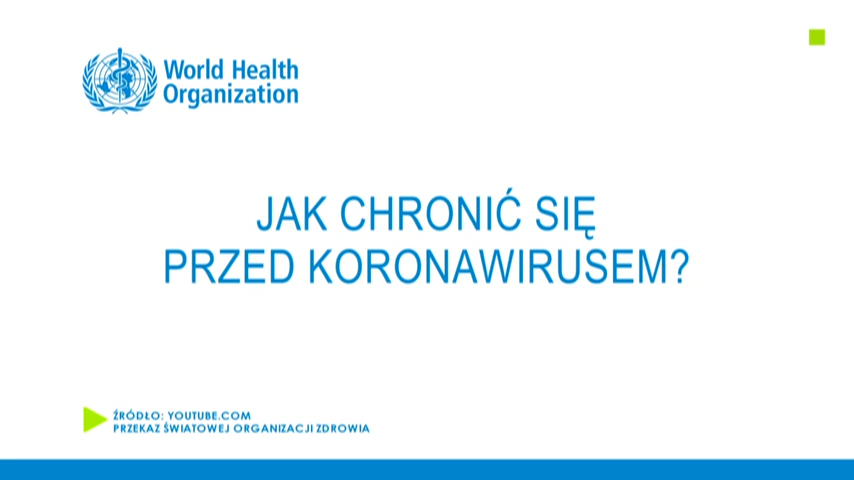 World Health
Organization
JAK CHRONIĆ SIĘ
PRZED KORONAWIRUSEM?
ŹRÓDŁO: YOUTUBE.COM
PRZEKAZ ŚWIATOWEJ ORGANIZACJI ZDROWIA